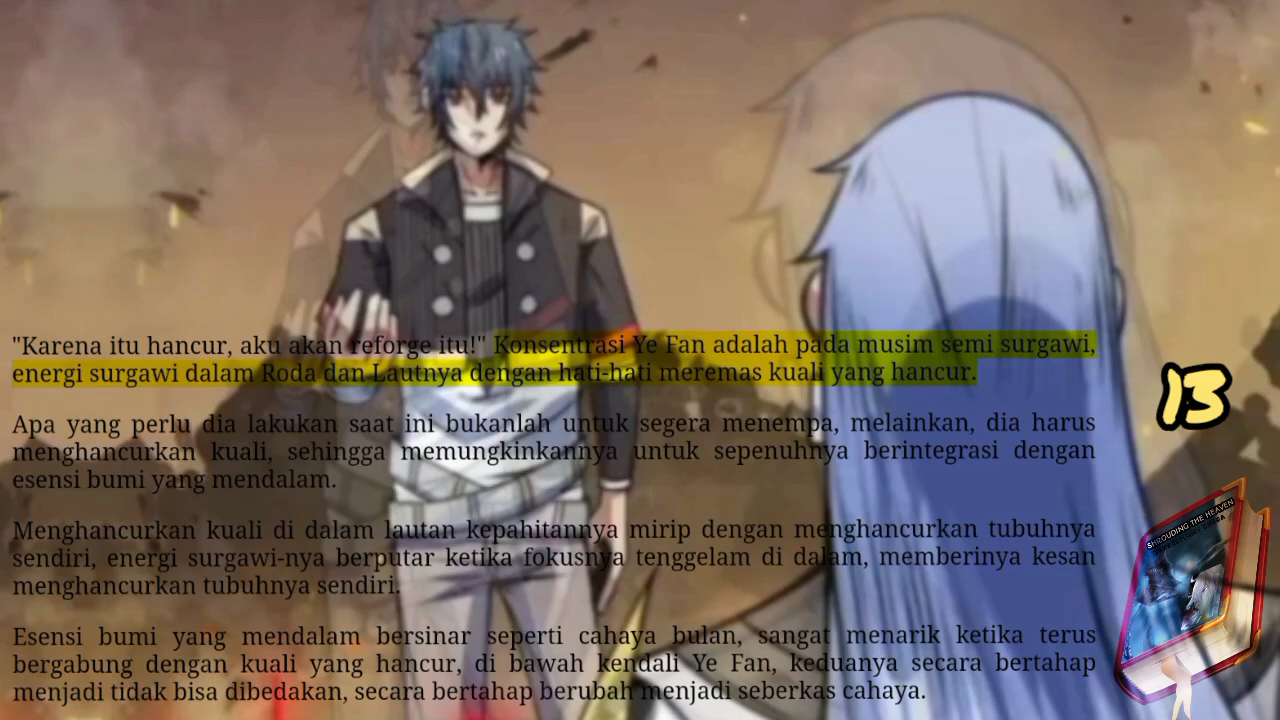 "Karena itu hancur, aku akan reforge itu!" Konsentrasi Ye Fan adalah pada musim semi surgawi,
energi surgawi dalam Roda dan Lautnya dengan hati-hati meremas kuali yang hancur.
Apa yang perlu dia lakukan saat ini bukanlah untuk segera menempa, melainkan, dia harus
menghancurkan kuali, sehingga memungkinkannya untuk sepenuhnya berintegrasi dengan
esensi bumi yang mendalam.
Menghancurkan kuali di dalam lautan kepahitannya mirip dengan menghancurkan tubuhnya
sendiri, energi surgawi-nya berputar ketika fokusnya tenggelam di dalam, memberinya kesan
menghancurkan tubuhnya sendiri.
Esensi bumi yang mendalam bersinar seperti cahaya bulan, sangat menarik ketika terus
bergabung dengan kuali yang hancur, di bawah kendali Ye Fan, keduanya secara bertahap
menjadi tidak bisa dibedakan, secara bertahap berubah menjadi seberkas cahaya.
13
SHROUDING THE HEAVEN